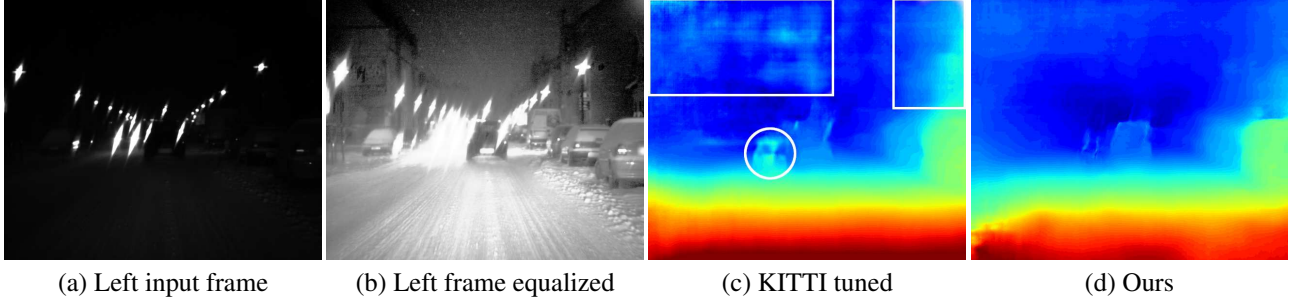 (a) Left input frame
(b) Left frame equalized
(c) KITTI tuned
(d) Ours